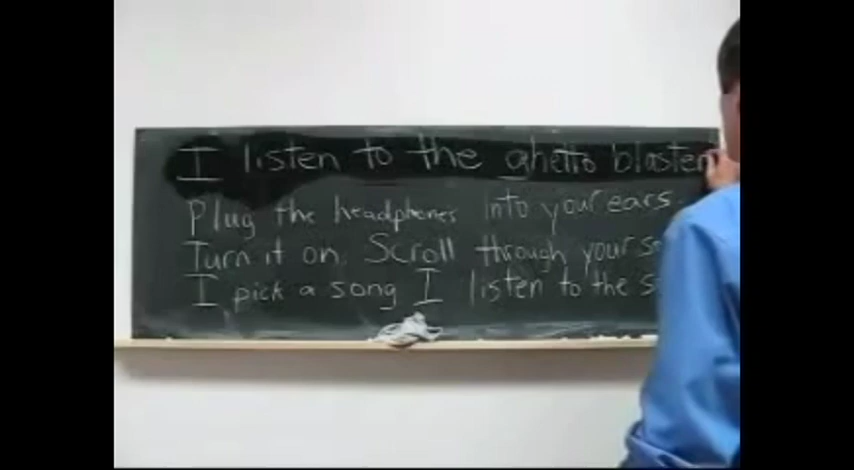 I listen to the ghetto blaster
Plug the headphones into your ears.
Turn it on. Scroll through your
I pick a song I listen to the